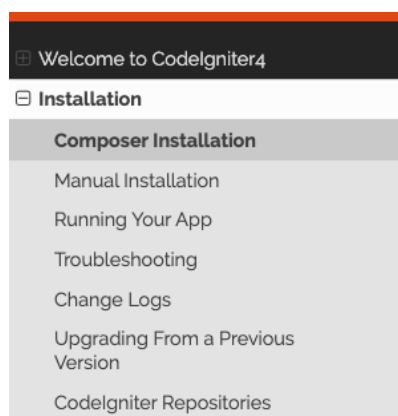 Welcome to CodeIgniter4
Installation
Composer Installation
Manual Installation
Running Your App
Troubleshooting
Change Logs
Upgrading From a Previous
Version
CodeIgniter Repositories